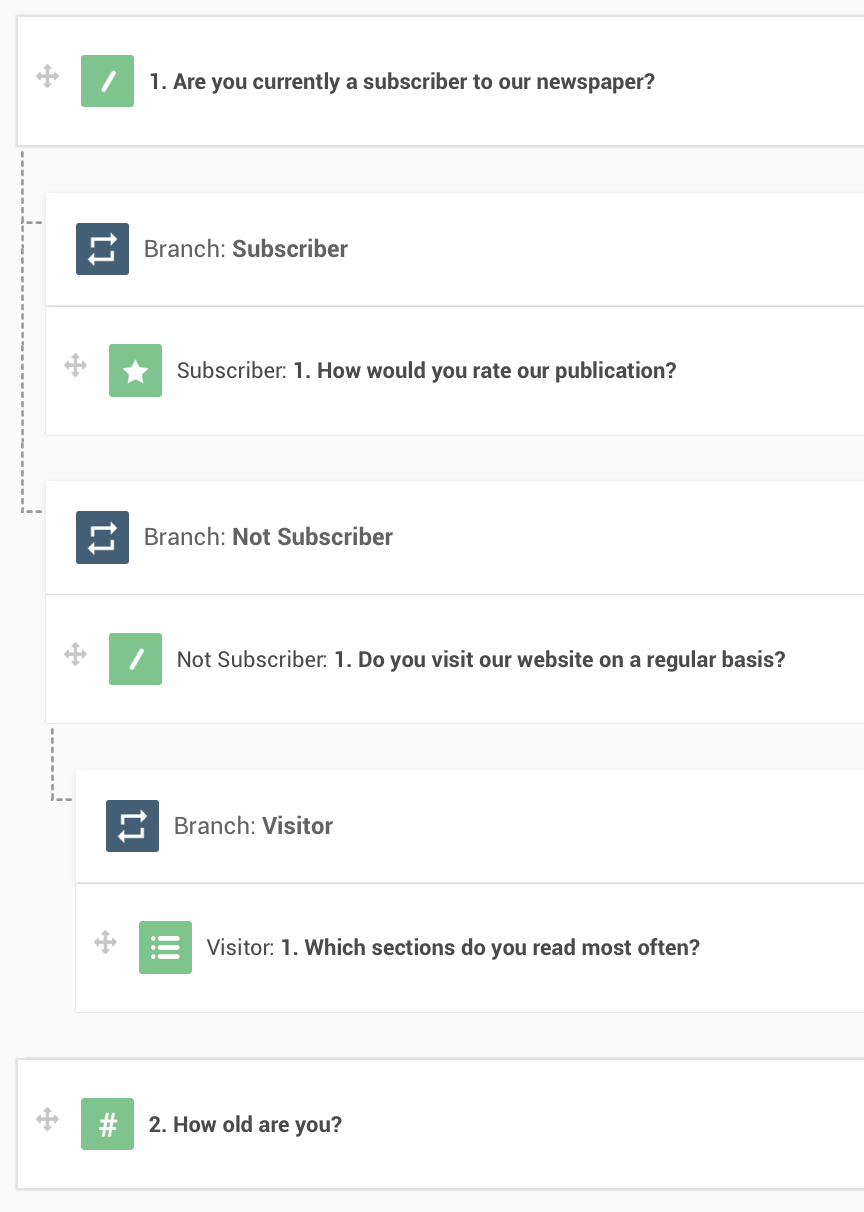 1. Are you currently a subscriber to our newspaper?
Branch: Subscriber
Subscriber: 1. How would you rate our publication?
Branch: Not Subscriber
Not Subscriber: 1. Do you visit our website on a regular basis?
Branch: Visitor
Visitor: 1. Which sections do you read most often?
# 2. How old are you?